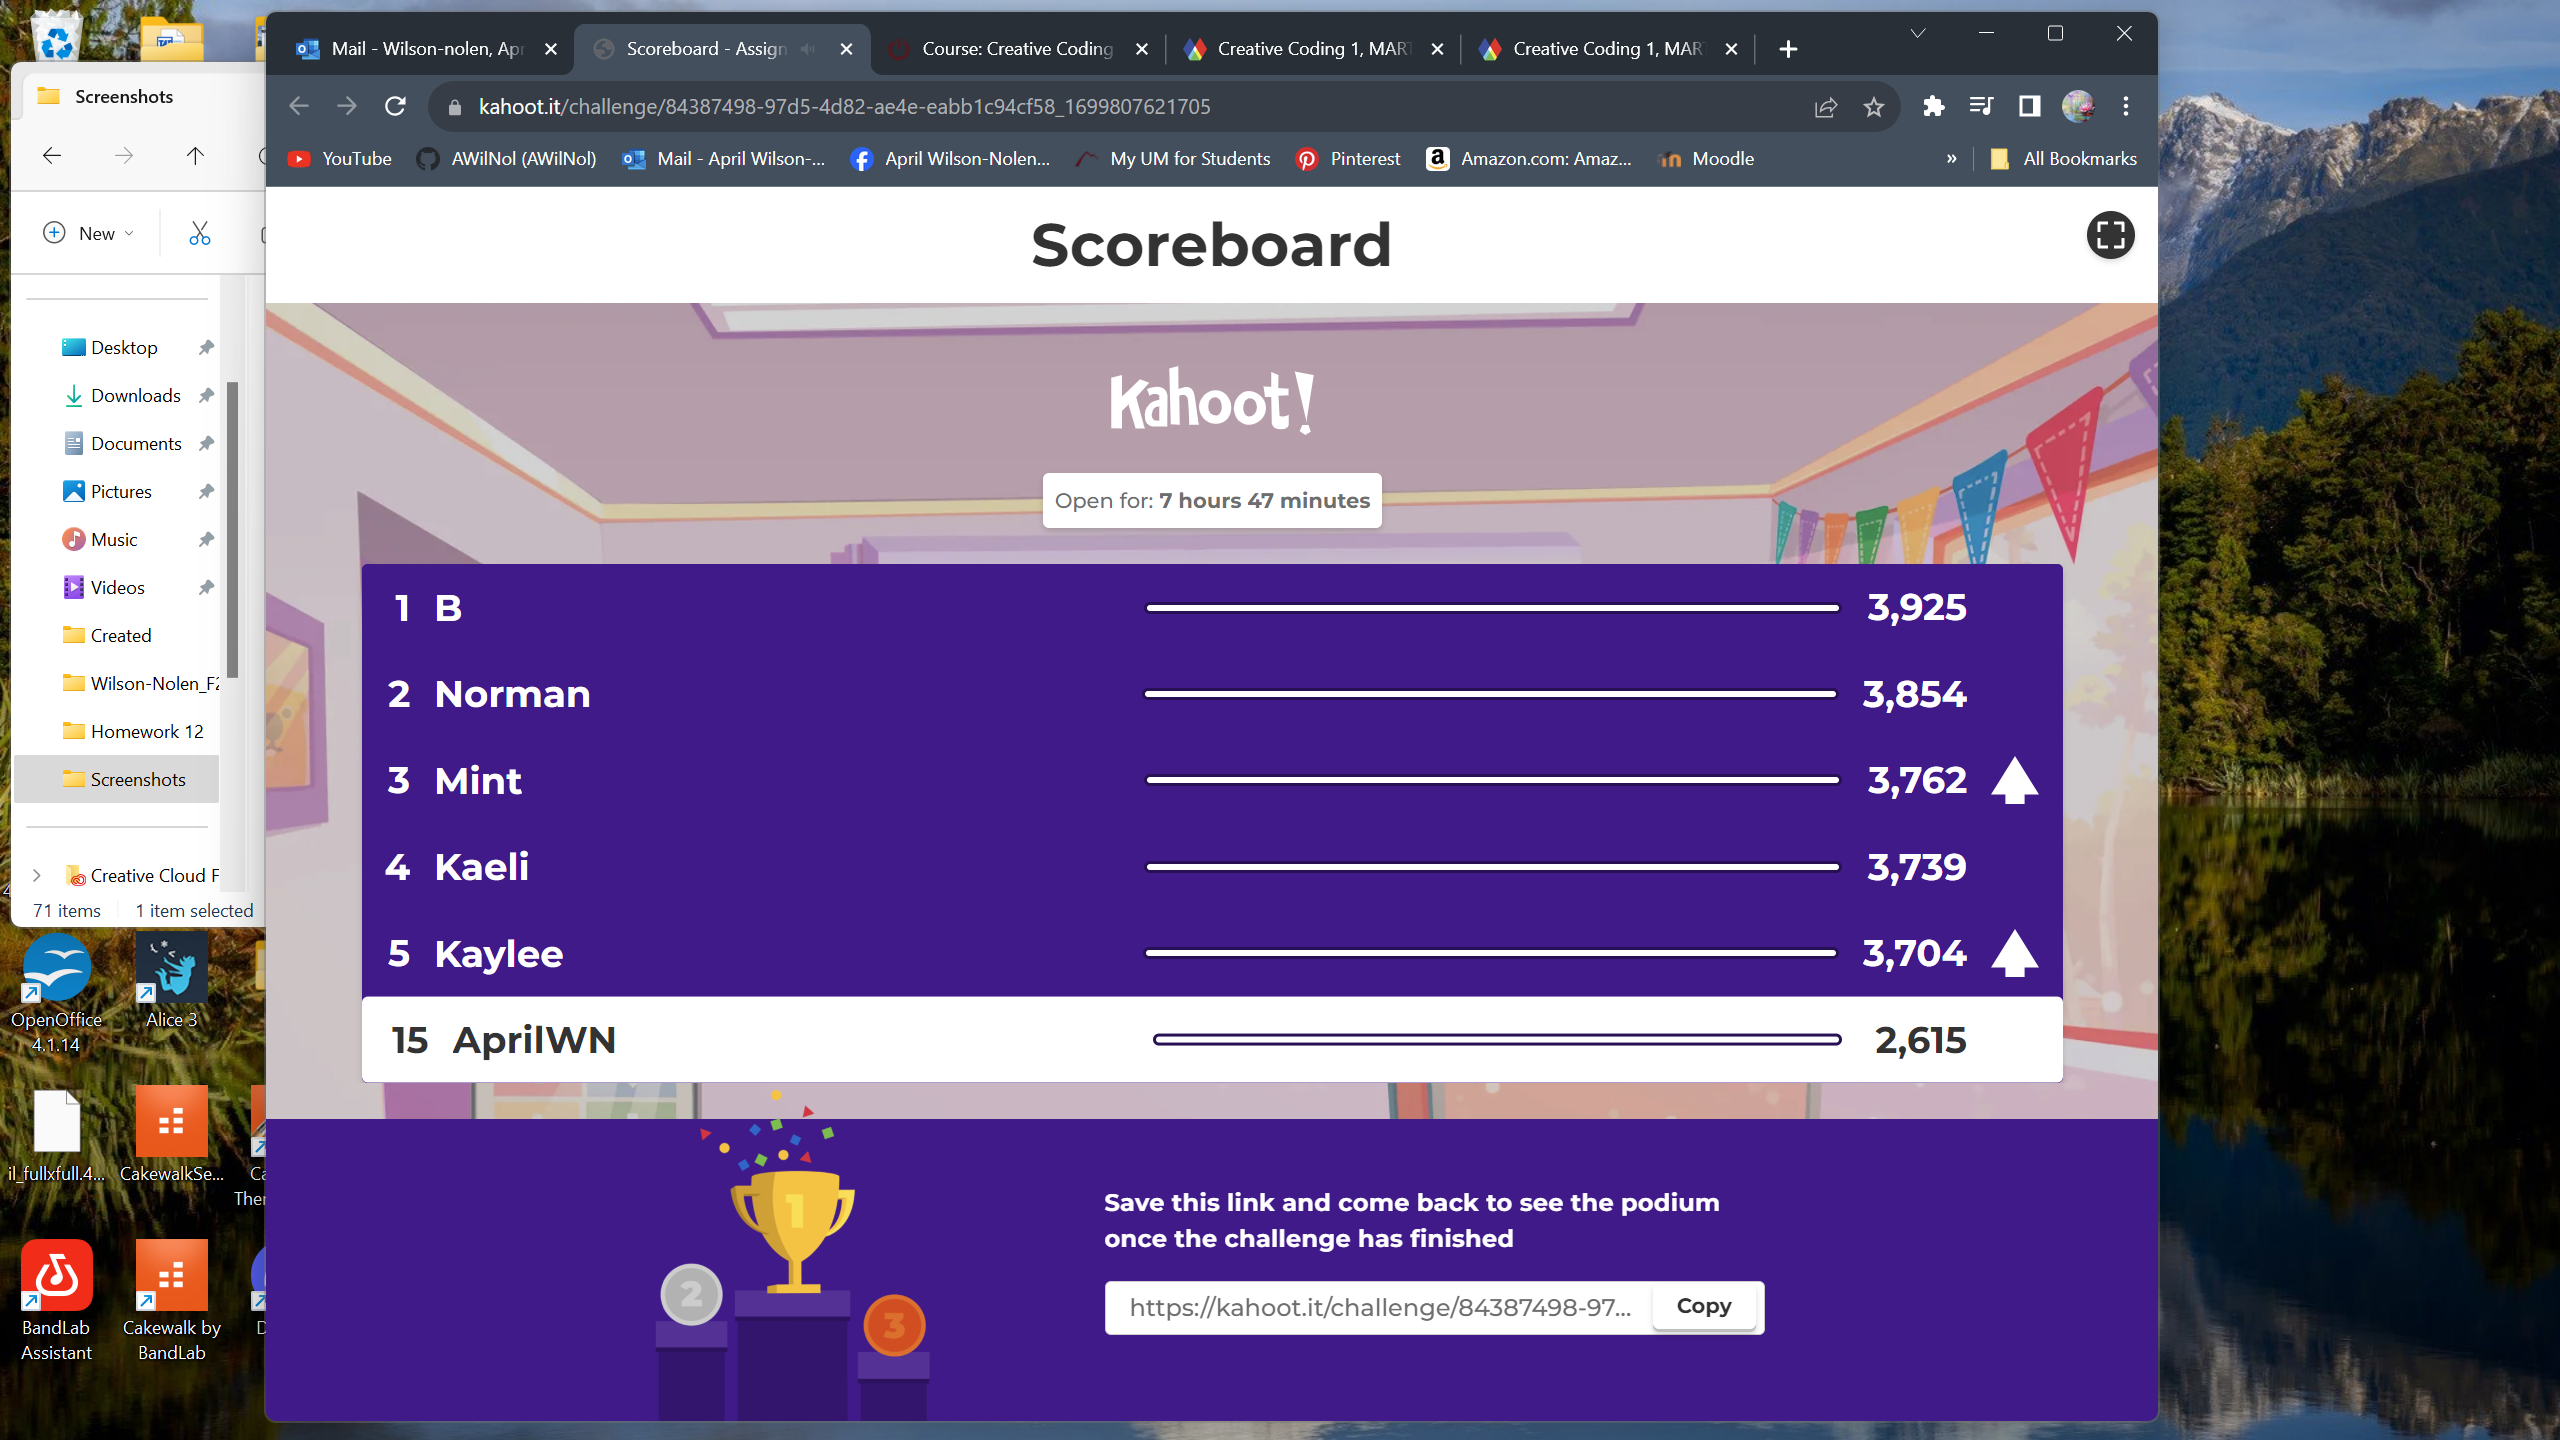 Mail - Wilson-nolen, Apr
Scoreboard - Assign
Course: Creative Coding
Creative Coding 1, MAR
Creative Coding 1, MAR
kahoot.it/challenge/84387498-97d5-4d82-ae4e-eabb1c94cf58_1699807621705
YouTube
AWilNol (AWilNol)
Mail - April Wilson-...
April Wilson-Nolen...
My UM for Students
Pinterest
Amazon.com: Amaz...
Moodle
»
All Bookmarks
Screenshots
New
Desktop
Downloads
Documents
Pictures
Music
Videos
Created
Wilson-Nolen_F2
Homework 12
Screenshots
Creative Cloud F
71 items
1 item selected
OpenOffice
4.1.14
Alice 3
il_fullxfull.4...
CakewalkSe...
Ca
Ther
BandLab
Assistant
Cakewalk by
BandLab
D
Scoreboard
Kahoot!
Open for: 7 hours 47 minutes
1 B 3,925
2 Norman 3,854
3 Mint 3,762
4 Kaeli 3,739
5 Kaylee 3,704
15 AprilWN 2,615
1
2
3
Save this link and come back to see the podium
once the challenge has finished
https://kahoot.it/challenge/84387498-97...
Copy